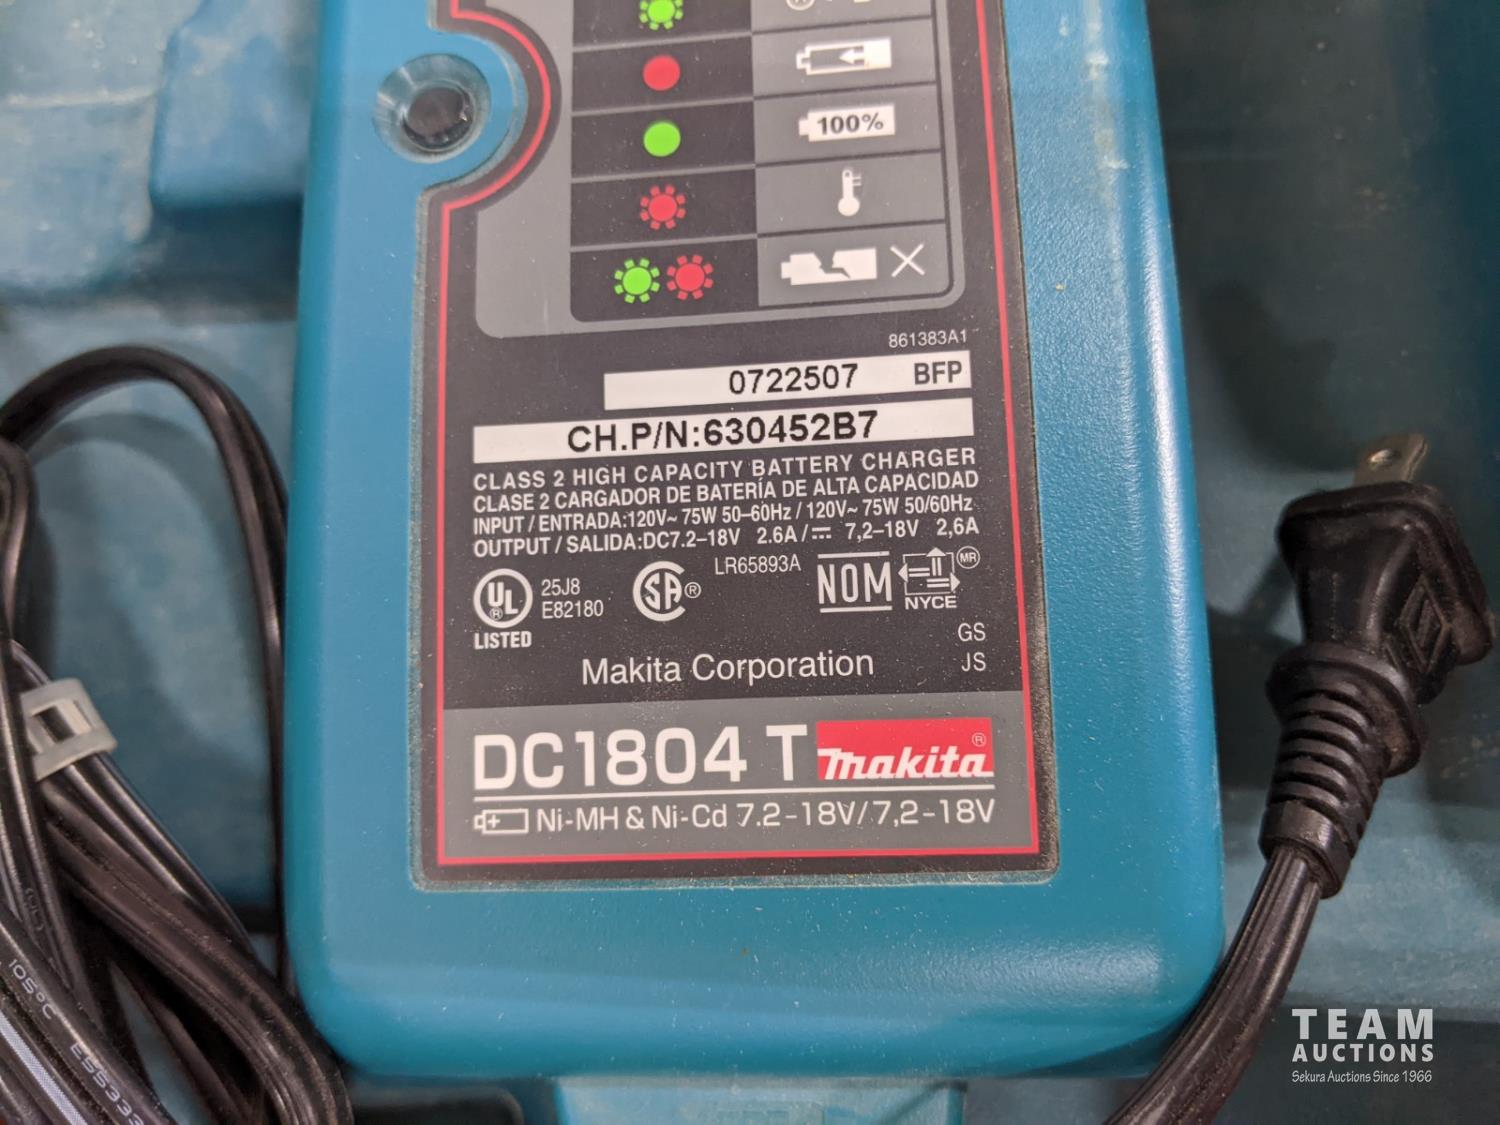 100%
861383A1
0722507 BFP
CH.P/N:630452B7
CLASS 2 HIGH CAPACITY BATTERY CHARGER
CLASE 2 CARGADOR DE BATERÍA DE ALTA CAPACIDAD
INPUT / ENTRADA:120V~ 75W 50–60Hz / 120V~ 75W 50/60Hz
OUTPUT / SALIDA:DC7.2–18V 2.6A/⎓ 7,2–18V 2,6A
UL ® LISTED
25J8
E82180
SA ®
LR65893A
NOM
NYCE
MR
GS
JS
Makita Corporation
DC1804 T makita ®
Ni-MH & Ni-Cd 7.2-18V/7,2-18V
105°C
TEAM
AUCTIONS
Sekura Auctions Since 1966